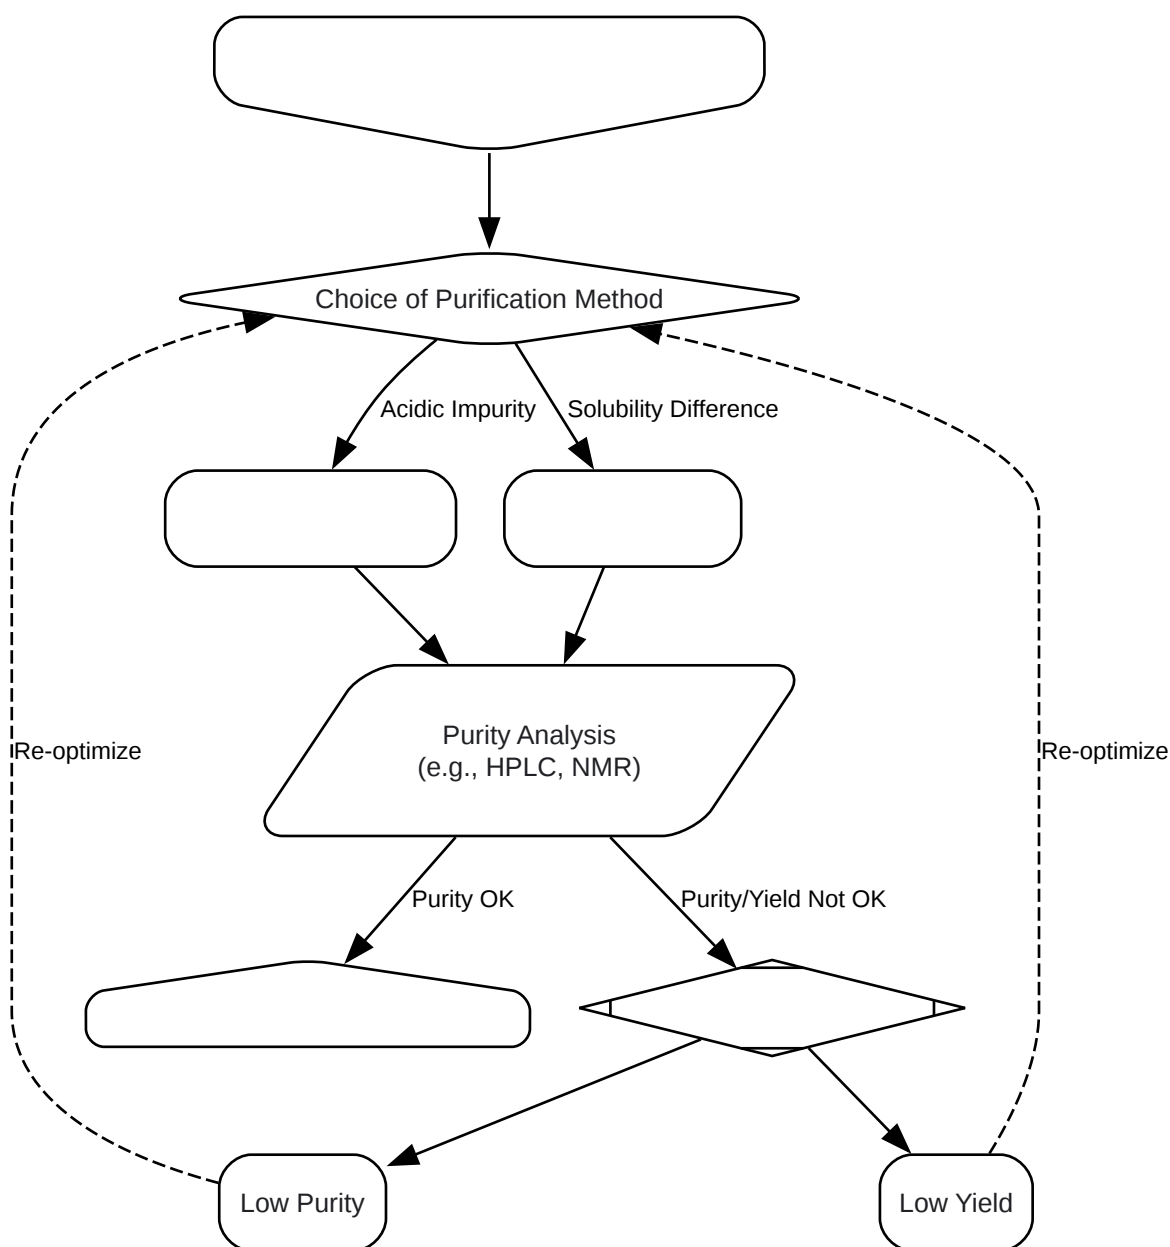 Choice of Purification Method
Acidic Impurity
Solubility Difference
Re-optimize
Purity Analysis
(e.g., HPLC, NMR)
Re-optimize
Purity OK
Purity/Yield Not OK
Low Purity
Low Yield